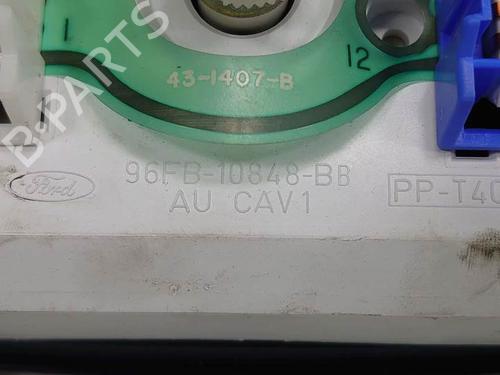 B-PARTS
1
12
43-1407-B
Ford
96FB-10848-BB
AU CAV1
PP-T40